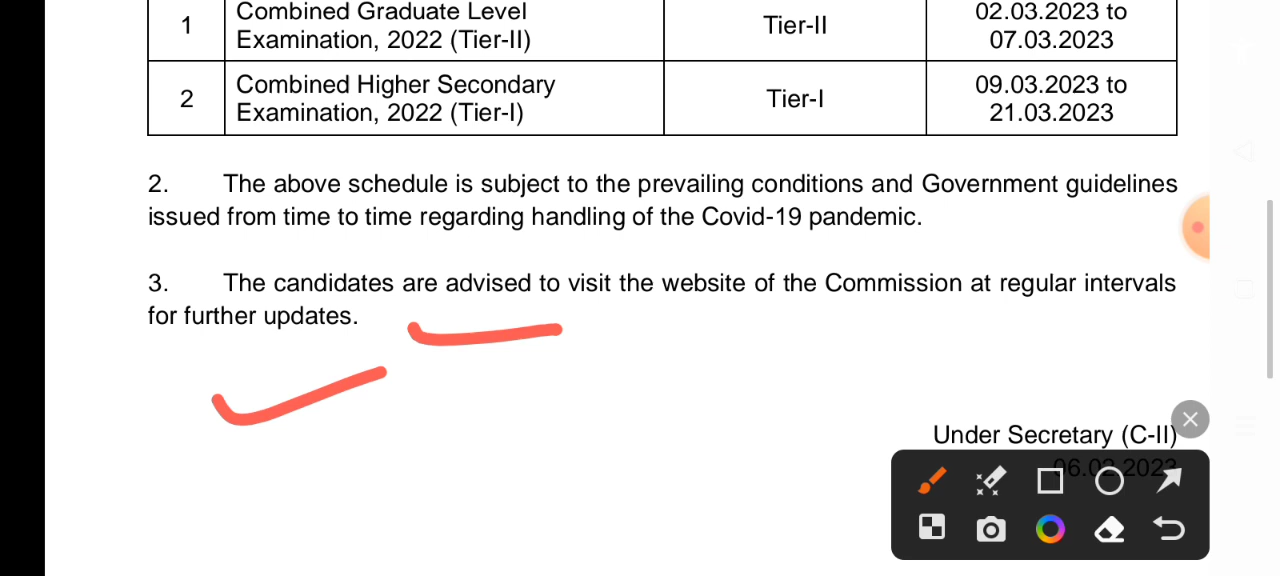 1 Combined Graduate Level Examination, 2022 (Tier-II) Tier-II 02.03.2023 to 07.03.2023
2 Combined Higher Secondary Examination, 2022 (Tier-I) Tier-I 09.03.2023 to 21.03.2023
2. The above schedule is subject to the prevailing conditions and Government guidelines
issued from time to time regarding handling of the Covid-19 pandemic.
3. The candidates are advised to visit the website of the Commission at regular intervals
for further updates.
Under Secretary (C-II)